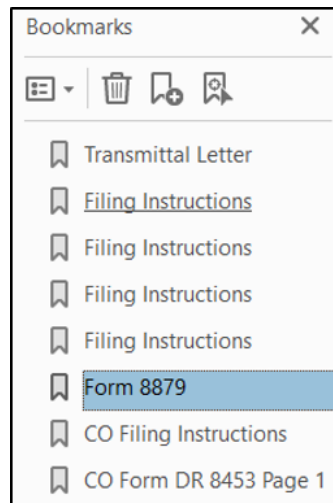 Bookmarks
Transmittal Letter
Filing Instructions
Filing Instructions
Filing Instructions
Filing Instructions
Form 8879
CO Filing Instructions
CO Form DR 8453 Page 1